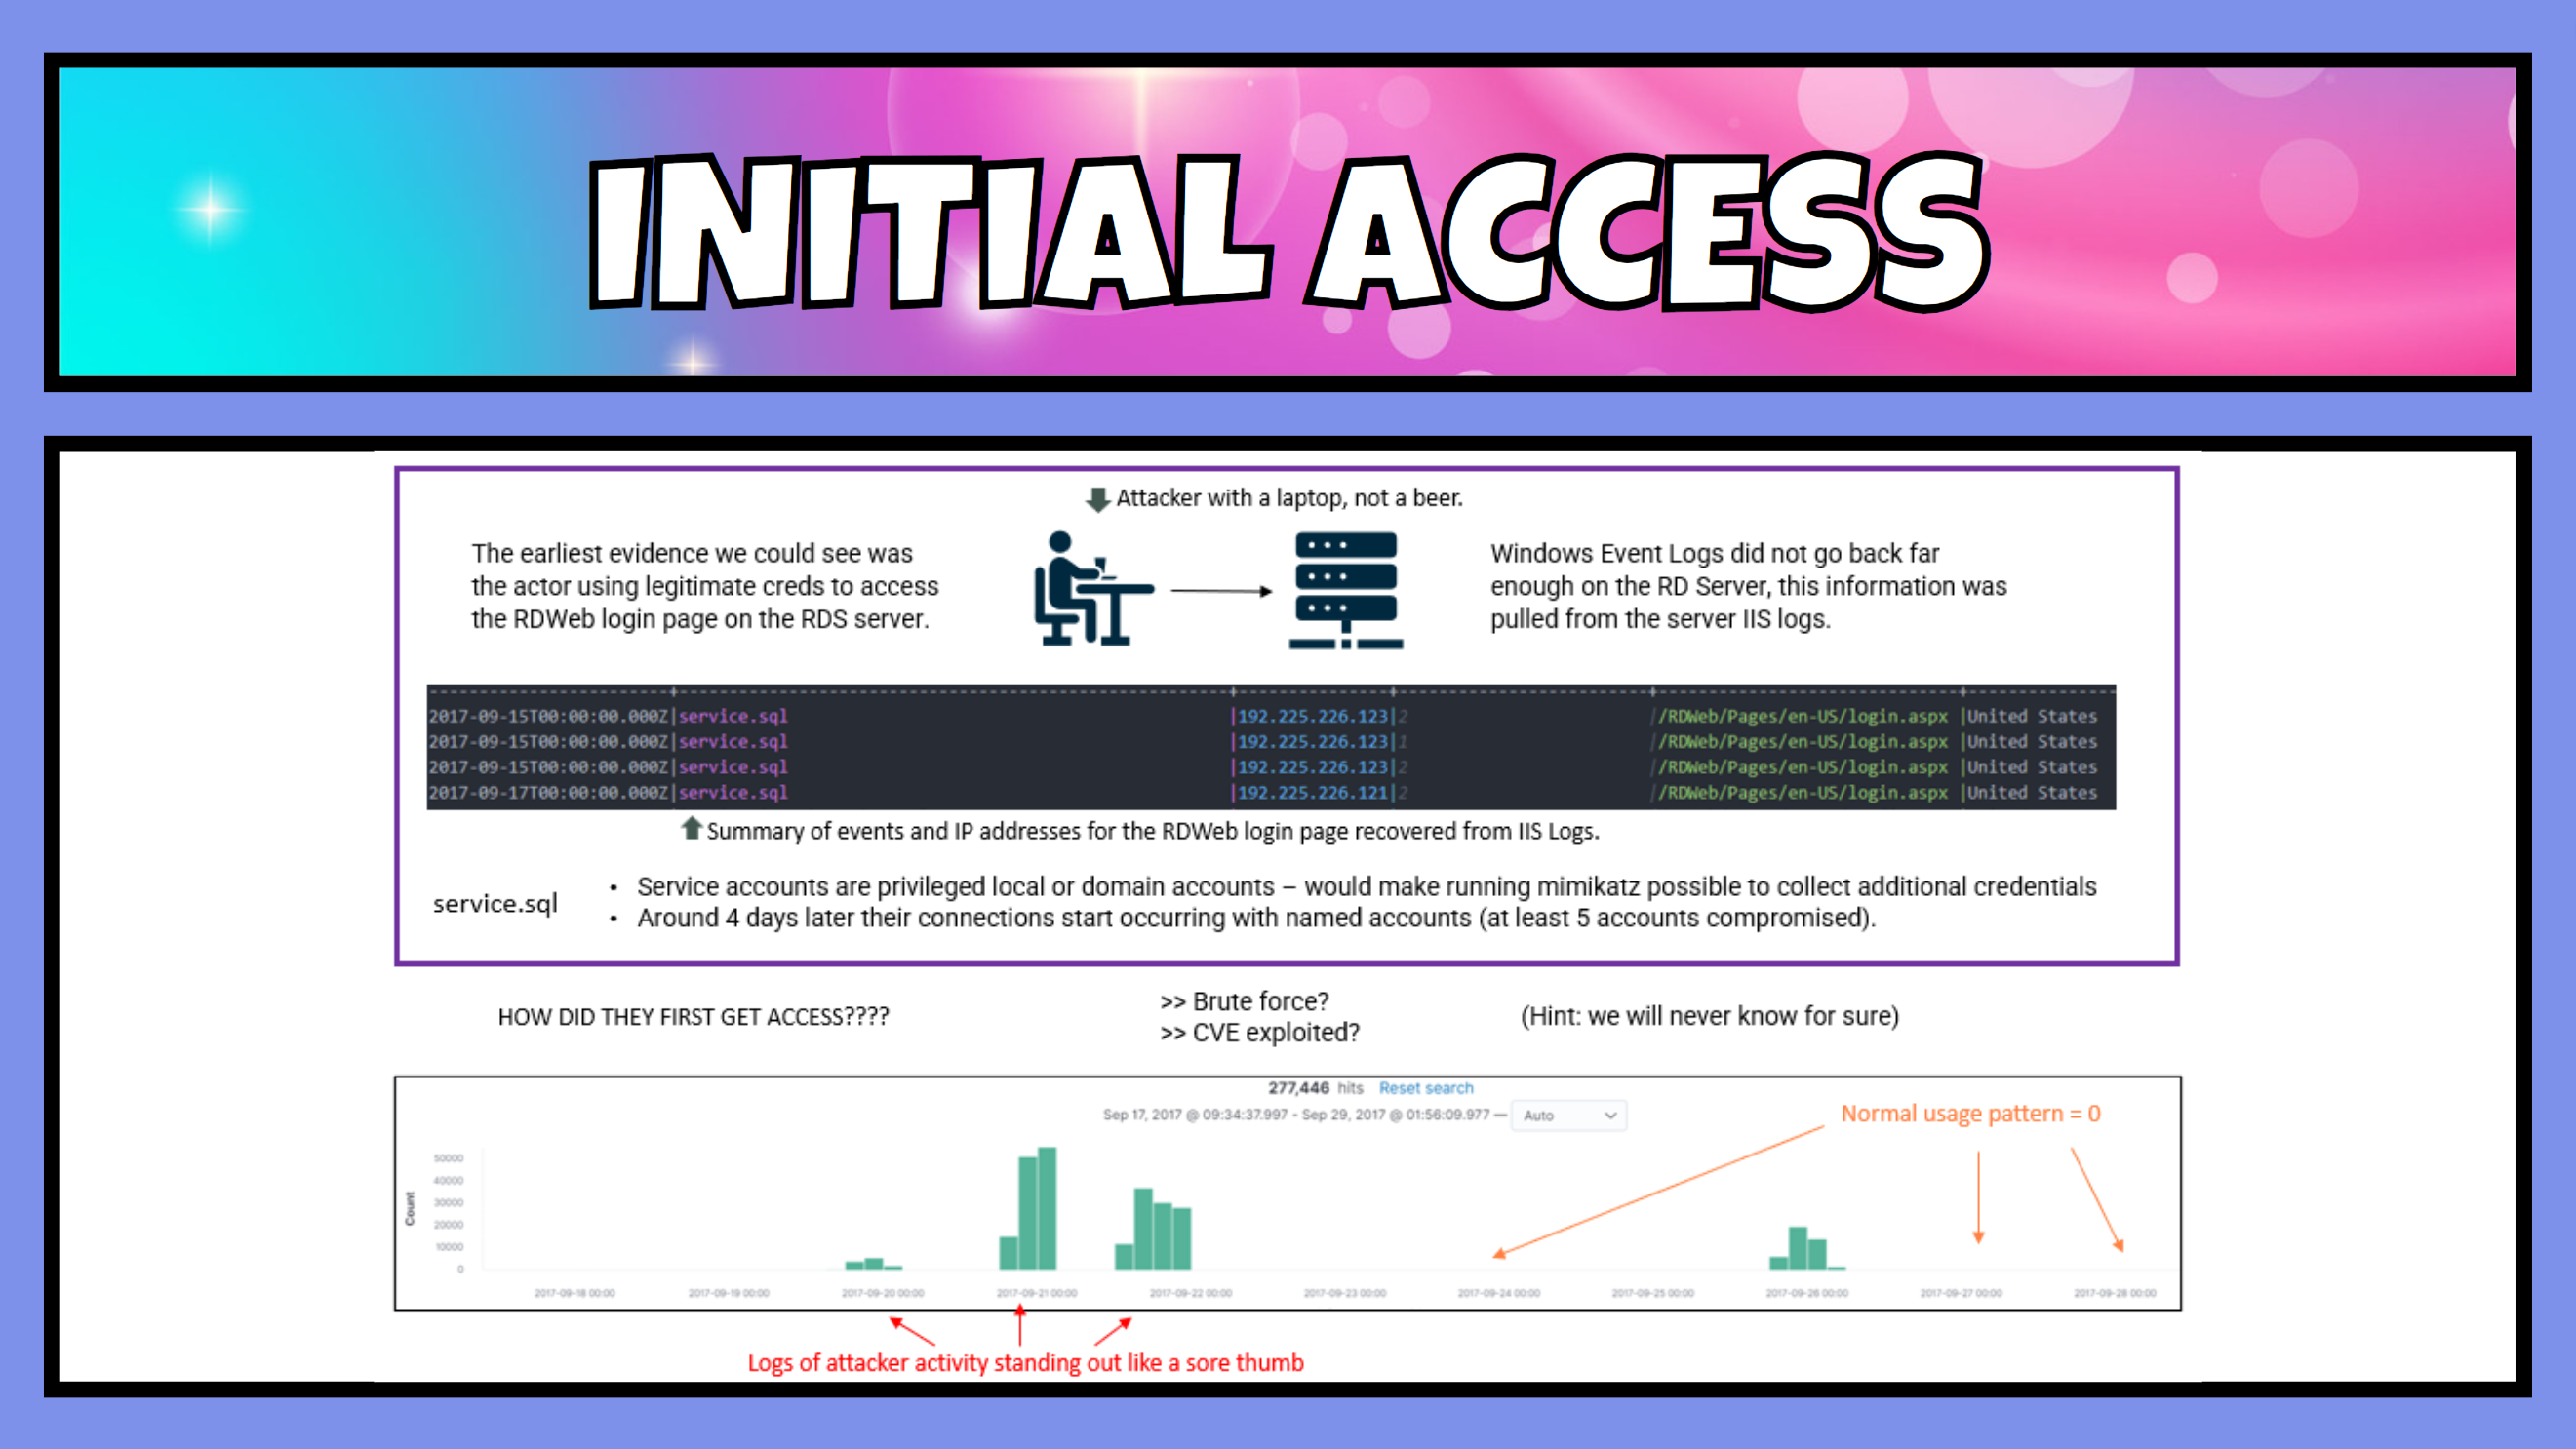 INITIAL ACCESS
Attacker with a laptop, not a beer.
The earliest evidence we could see was
the actor using legitimate creds to access
the RDWeb login page on the RDS server.
Windows Event Logs did not go back far
enough on the RD Server, this information was
pulled from the server IIS logs.
2017-09-15T00:00:00.000Z|service.sql |192.225.226.123|2 |/RDWeb/Pages/en-US/login.aspx |United States
2017-09-15T00:00:00.000Z|service.sql |192.225.226.123|1 |/RDWeb/Pages/en-US/login.aspx |United States
2017-09-15T00:00:00.000Z|service.sql |192.225.226.123|2 |/RDWeb/Pages/en-US/login.aspx |United States
2017-09-17T00:00:00.000Z|service.sql |192.225.226.121|2 |/RDWeb/Pages/en-US/login.aspx |United States
Summary of events and IP addresses for the RDWeb login page recovered from IIS Logs.
service.sql
• Service accounts are privileged local or domain accounts – would make running mimikatz possible to collect additional credentials
• Around 4 days later their connections start occurring with named accounts (at least 5 accounts compromised).
HOW DID THEY FIRST GET ACCESS????
>> Brute force?
>> CVE exploited?
(Hint: we will never know for sure)
277,446 hits Reset search
Sep 17, 2017 @ 09:34:37.997 - Sep 29, 2017 @ 01:56:09.977 — Auto
Normal usage pattern = 0
Count
50000
40000
30000
20000
10000
0
2017-09-18 00:00 2017-09-19 00:00 2017-09-20 00:00 2017-09-21 00:00 2017-09-22 00:00 2017-09-23 00:00 2017-09-24 00:00 2017-09-25 00:00 2017-09-26 00:00 2017-09-27 00:00 2017-09-28 00:00
Logs of attacker activity standing out like a sore thumb